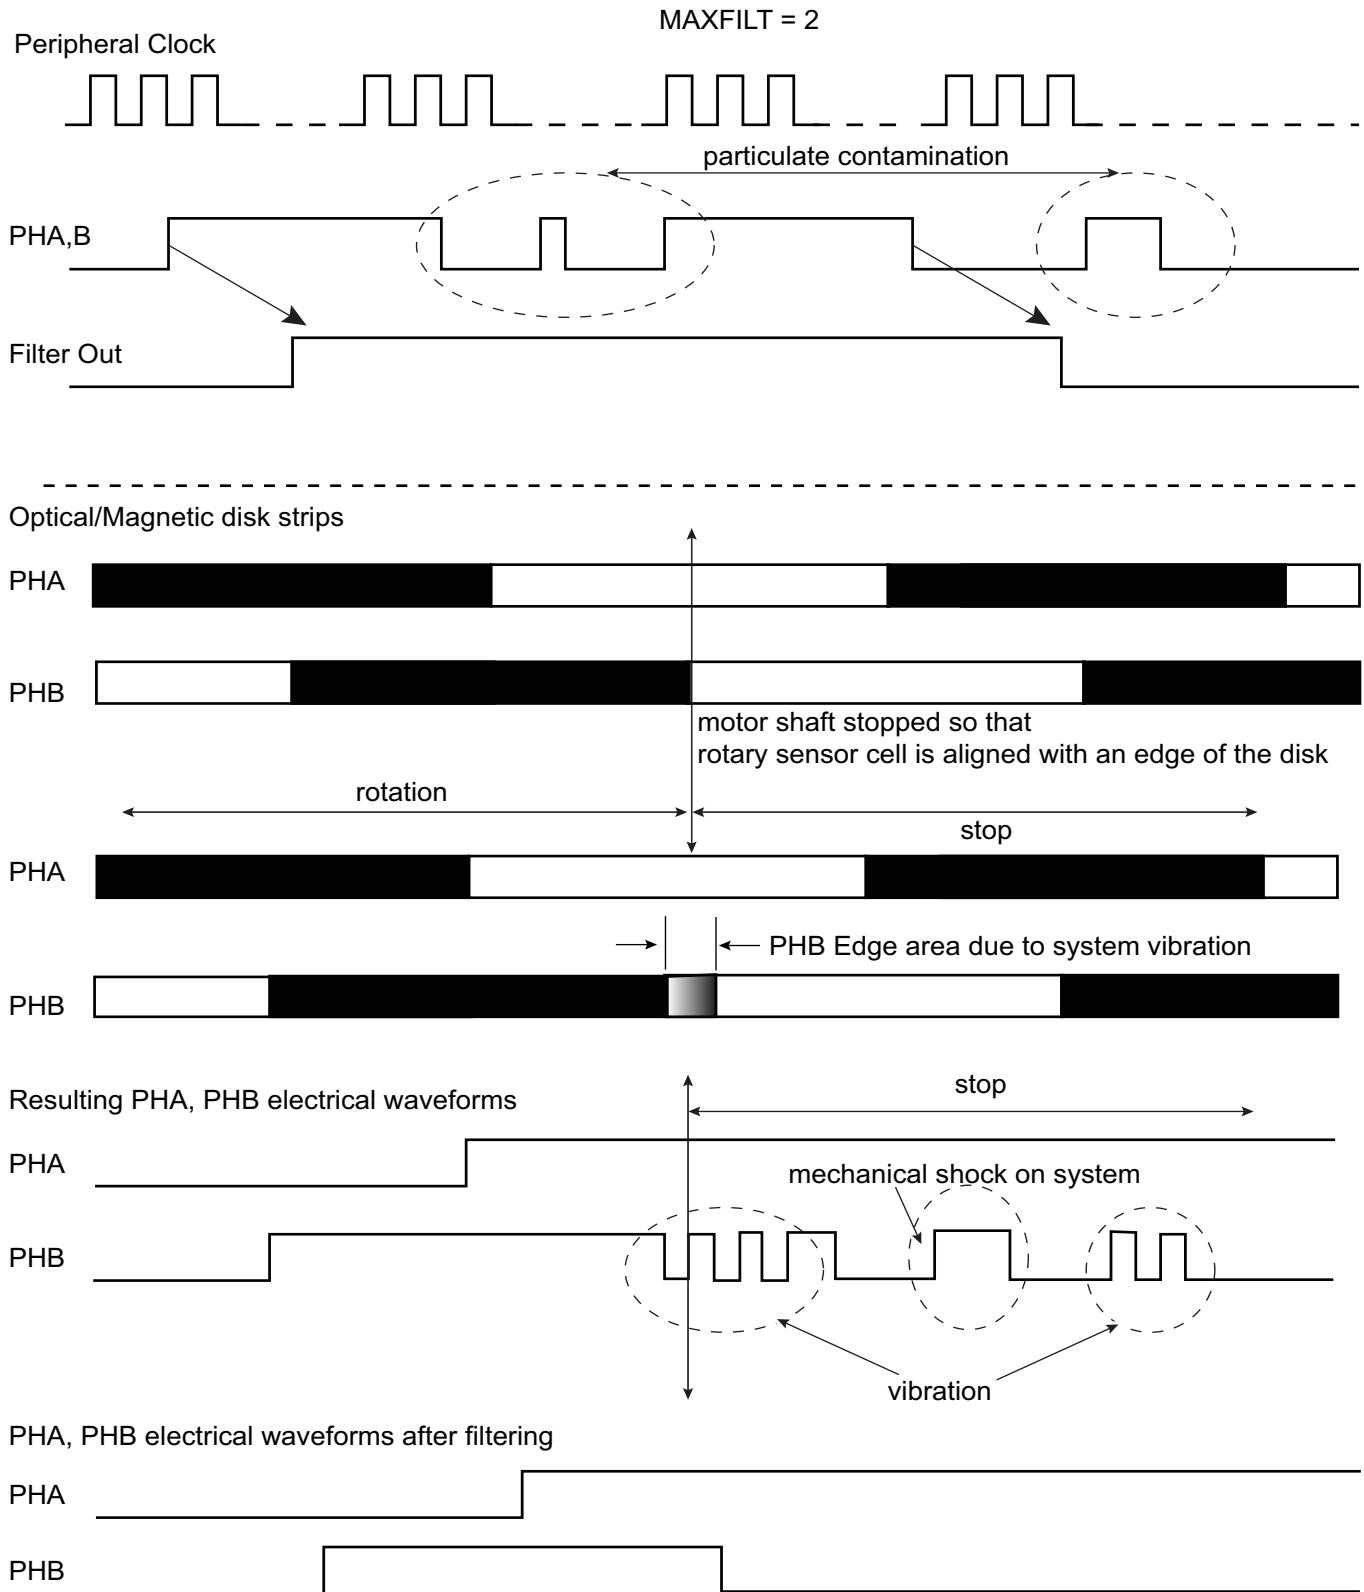 MAXFILT = 2
Peripheral Clock
particulate contamination
PHA,B
Filter Out
Optical/Magnetic disk strips
PHA
PHB
motor shaft stopped so that
rotary sensor cell is aligned with an edge of the disk
rotation
stop
PHA
PHB Edge area due to system vibration
PHB
stop
Resulting PHA, PHB electrical waveforms
PHA
mechanical shock on system
PHB
vibration
PHA, PHB electrical waveforms after filtering
PHA
PHB